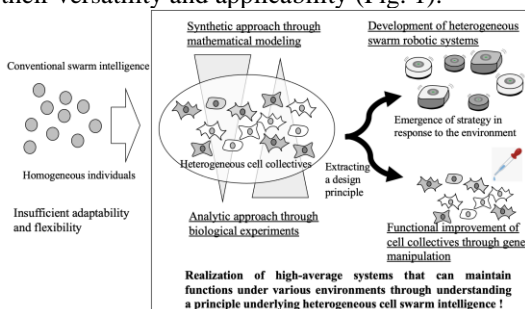 their versatility and applicability (Fig. 1).
Synthetic approach through
mathematical modeling
Development of heterogeneous
swarm robotic systems
Conventional swarm intelligence
Homogeneous individuals
Insufficient adaptability
and flexibility
Heterogeneous cell collectives
Emergence of strategy in
response to the environment
Extracting
a design
principle
Analytic approach through
biological experiments
Functional improvement of
cell collectives through gene
manipulation
Realization of high-average systems that can maintain
functions under various environments through understanding
a principle underlying heterogeneous cell swarm intelligence !